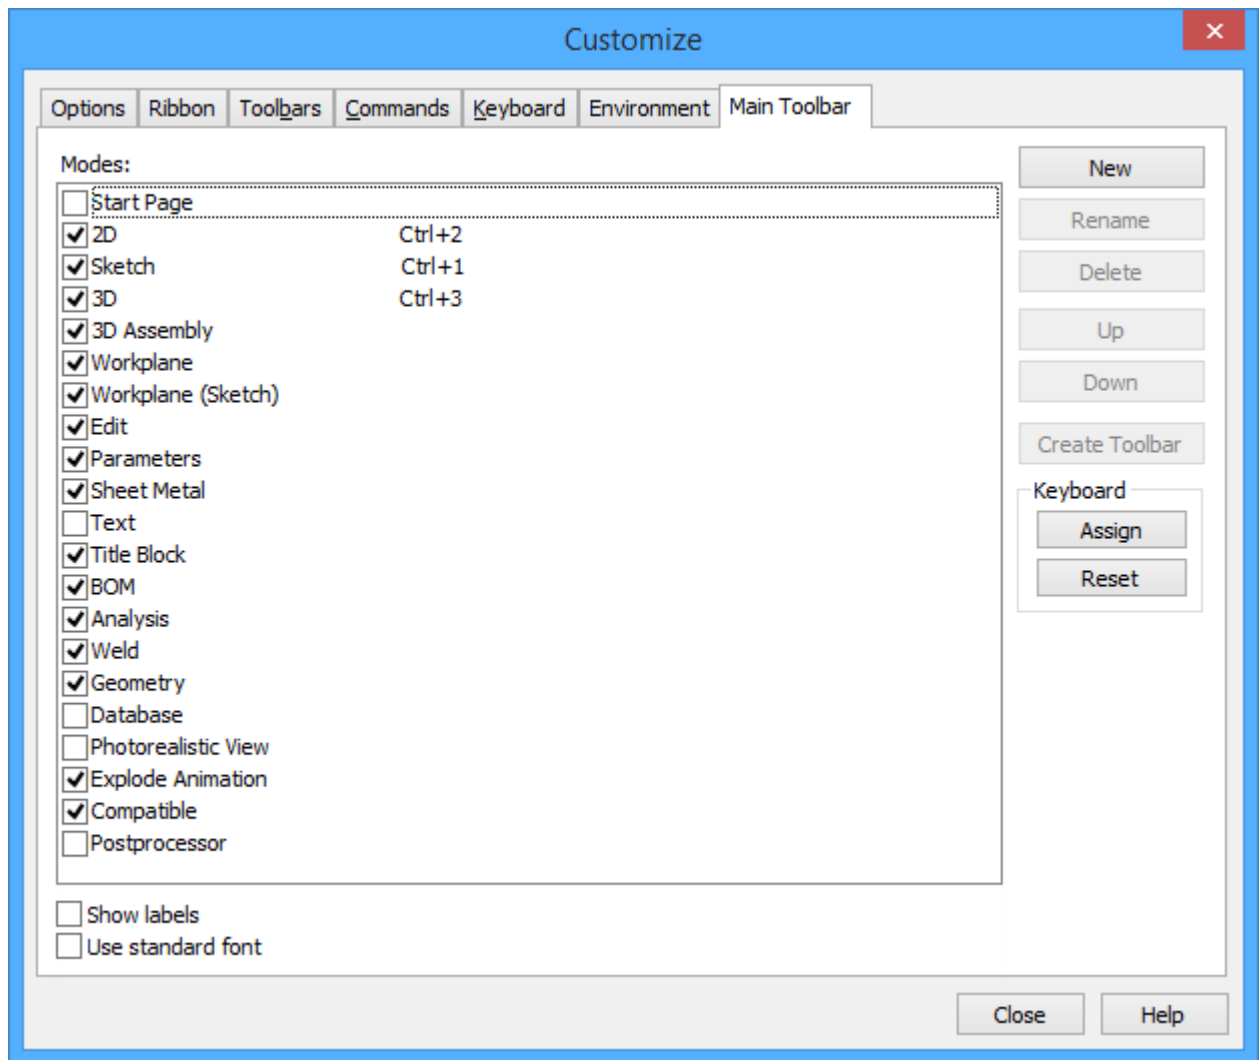 Customize
Options Ribbon Toolbars Commands Keyboard Environment Main Toolbar
Modes:
New
Start Page
2D Ctrl+2
Rename
Sketch Ctrl+1
Delete
3D Ctrl+3
3D Assembly
Up
Workplane
Down
Workplane (Sketch)
Edit
Create Toolbar
Parameters
Sheet Metal
Keyboard
Text
Assign
Title Block
BOM
Reset
Analysis
Weld
Geometry
Database
Photorealistic View
Explode Animation
Compatible
Postprocessor
Show labels
Use standard font
Close Help